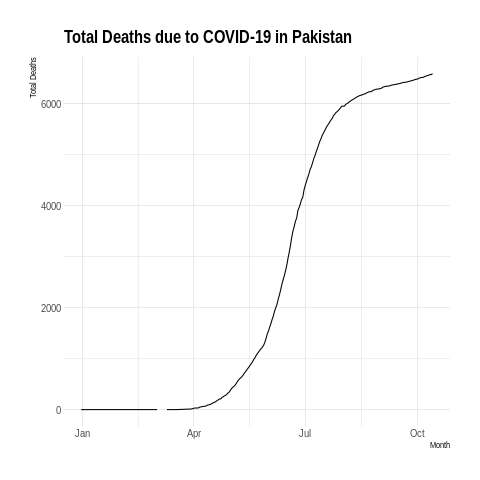 Total Deaths due to COVID-19 in Pakistan
Total Deaths
6000
4000
2000
0
Jan Apr Jul Oct
Month